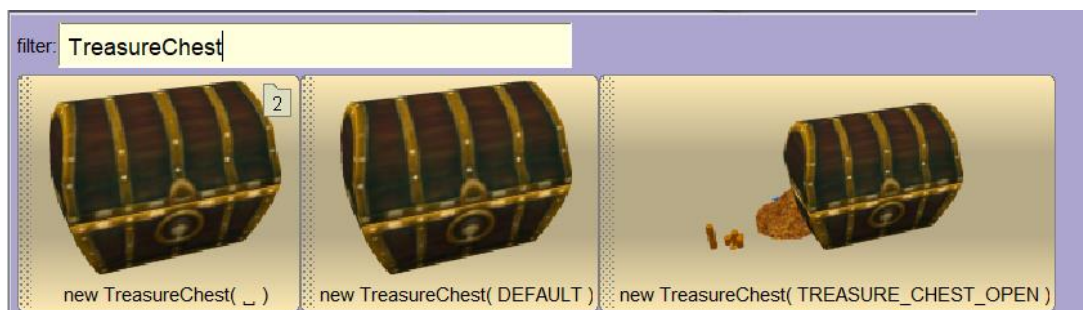 filter: TreasureChest
2
new TreasureChest( ⎵ ) new TreasureChest( DEFAULT ) new TreasureChest( TREASURE_CHEST_OPEN )